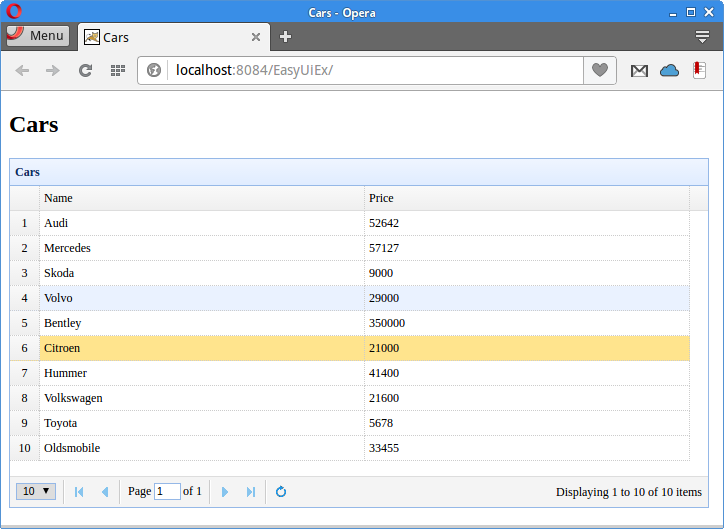 Cars - Opera
Menu Cars
localhost:8084/EasyUIEx/
Cars
Cars
Name Price
1 Audi 52642
2 Mercedes 57127
3 Skoda 9000
4 Volvo 29000
5 Bentley 350000
6 Citroen 21000
7 Hummer 41400
8 Volkswagen 21600
9 Toyota 5678
10 Oldsmobile 33455
10 Page 1 of 1 Displaying 1 to 10 of 10 items